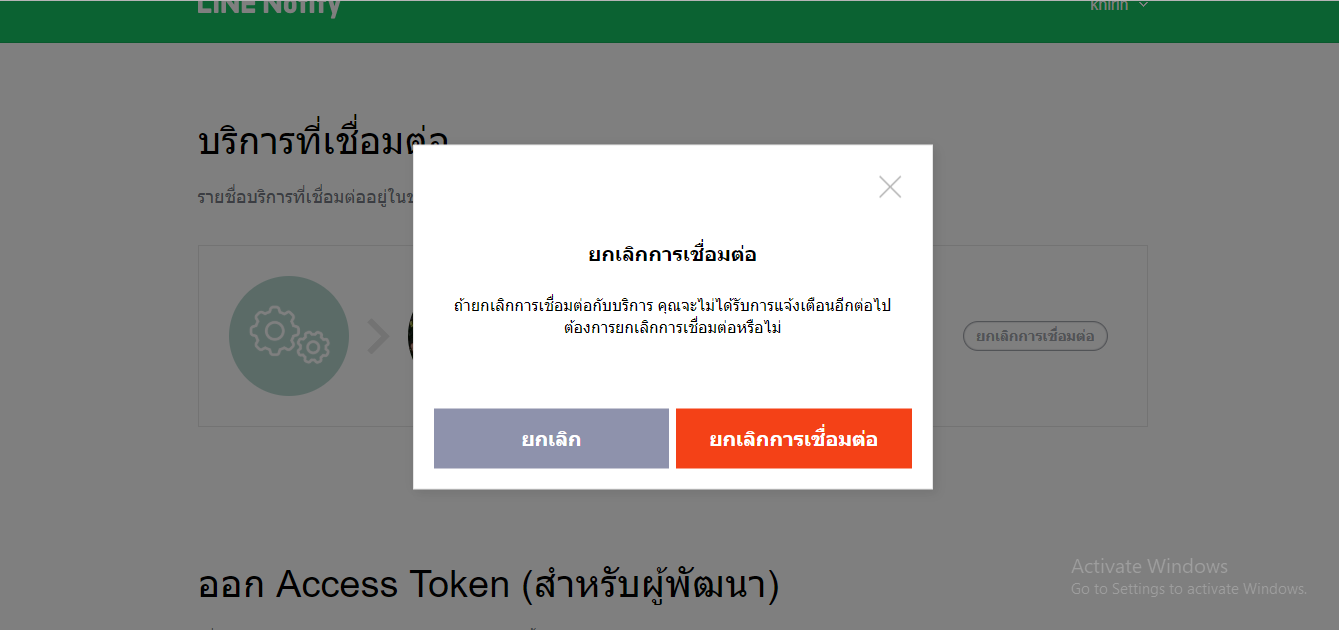 LINE Notify
khirin
บริการที่เชื่อมต่อ
รายชื่อบริการที่เชื่อมต่ออยู่ใน
ยกเลิกการเชื่อมต่อ
ถ้ายกเลิกการเชื่อมต่อกับบริการ คุณจะไม่ได้รับการแจ้งเตือนอีกต่อไป
ต้องการยกเลิกการเชื่อมต่อหรือไม่
ยกเลิกการเชื่อมต่อ
ยกเลิก
ยกเลิกการเชื่อมต่อ
Activate Windows
Go to Settings to activate Windows.
ออก Access Token (สำหรับผู้พัฒนา)